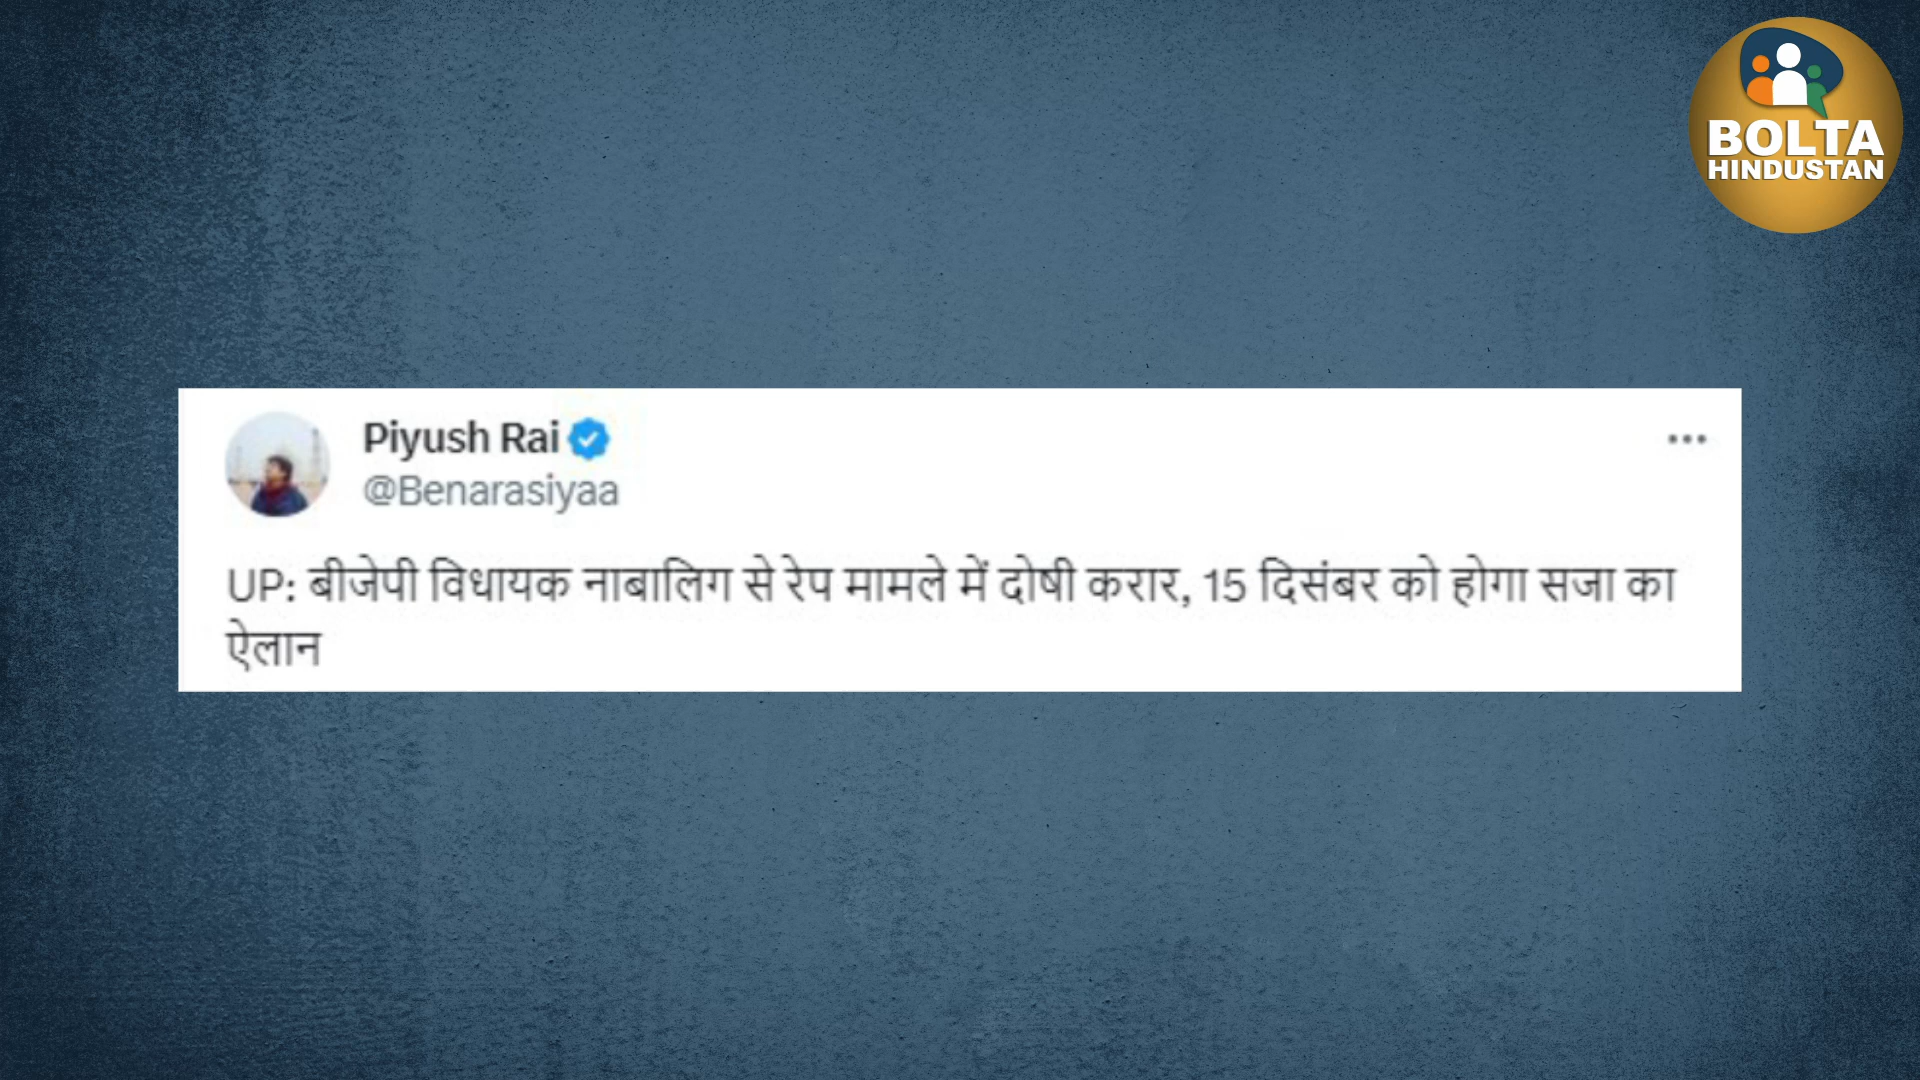 BOLTA
HINDUSTAN
Piyush Rai
@Benarasiyaa
UP: बीजेपी विधायक नाबालिग से रेप मामले में दोषी करार, 15 दिसंबर को होगा सजा का
ऐलान